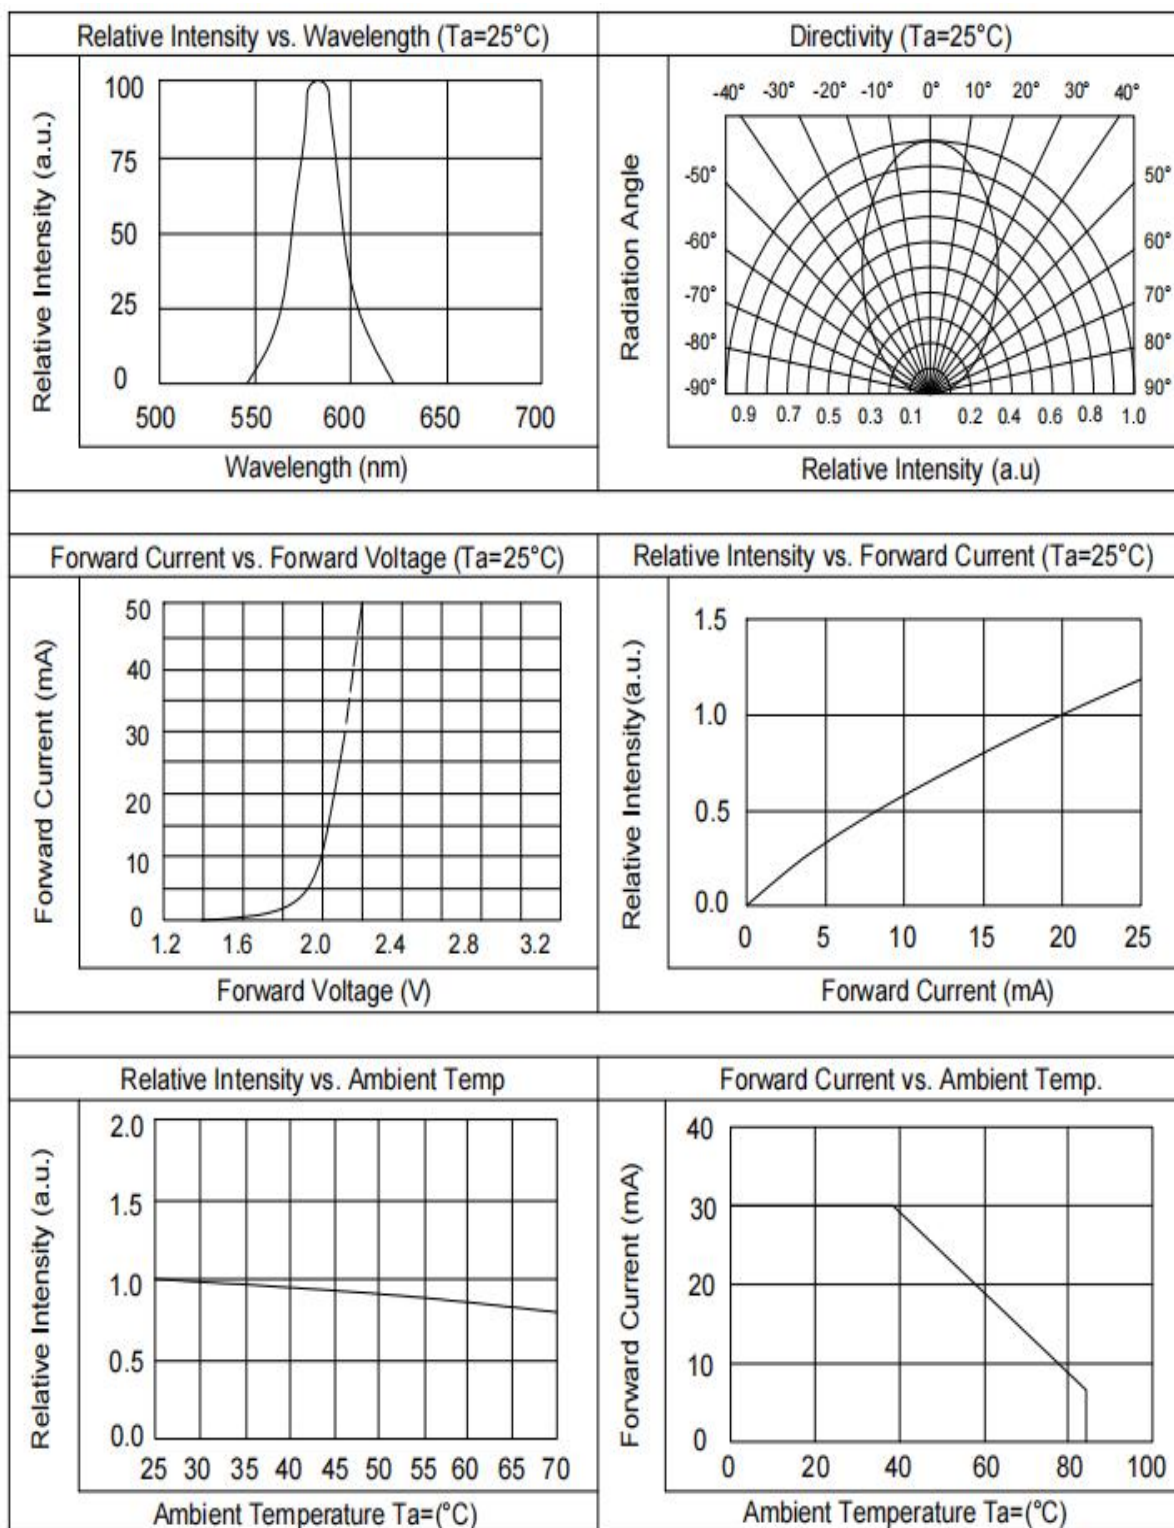 Relative Intensity vs. Wavelength (Ta=25°C)
Relative Intensity (a.u.)
100
75
50
25
0
500 550 600 650 700
Wavelength (nm)
Directivity (Ta=25°C)
Radiation Angle
-40° -30° -20° -10° 0° 10° 20° 30° 40°
-50° 50°
-60° 60°
-70° 70°
-80° 80°
-90° 90°
0.9 0.7 0.5 0.3 0.1 0.2 0.4 0.6 0.8 1.0
Relative Intensity (a.u)
Forward Current vs. Forward Voltage (Ta=25°C)
Forward Current (mA)
50
40
30
20
10
0
1.2 1.6 2.0 2.4 2.8 3.2
Forward Voltage (V)
Relative Intensity vs. Forward Current (Ta=25°C)
Relative Intensity(a.u.)
1.5
1.0
0.5
0.0
0 5 10 15 20 25
Forward Current (mA)
Relative Intensity vs. Ambient Temp
Relative Intensity (a.u.)
2.0
1.5
1.0
0.5
0.0
25 30 35 40 45 50 55 60 65 70
Ambient Temperature Ta=(°C)
Forward Current vs. Ambient Temp.
Forward Current (mA)
40
30
20
10
0
0 20 40 60 80 100
Ambient Temperature Ta=(°C)